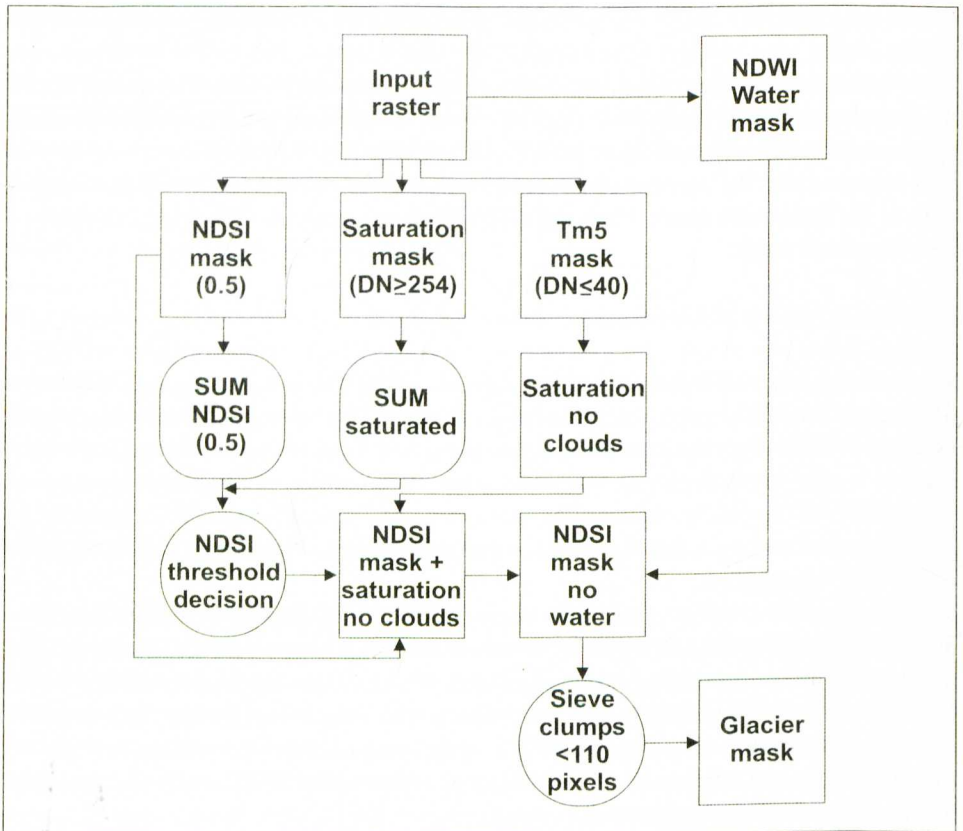 Input
raster
NDWI
Water
mask
NDSI
mask
(0.5)
Saturation
mask
(DN≥254)
Tm5
mask
(DN≤40)
SUM
NDSI
(0.5)
SUM
saturated
Saturation
no
clouds
NDSI
threshold
decision
NDSI
mask +
saturation
no clouds
NDSI
mask
no
water
Sieve
clumps
<110
pixels
Glacier
mask